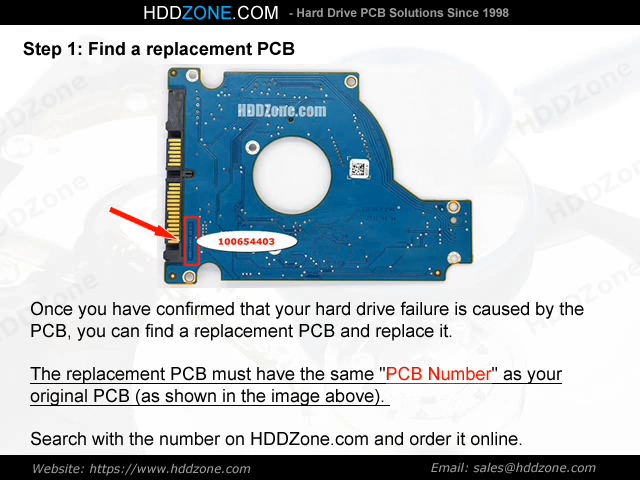 HDDZONE.COM - Hard Drive PCB Solutions Since 1998
Step 1: Find a replacement PCB
HDDZone.com
100654403
Once you have confirmed that your hard drive failure is caused by the
PCB, you can find a replacement PCB and replace it.
The replacement PCB must have the same "PCB Number" as your
original PCB (as shown in the image above).
Search with the number on HDDZone.com and order it online.
Website: https://www.hddzone.com Email: sales@hddzone.com
HDDZone
HDDZone
HDDZone